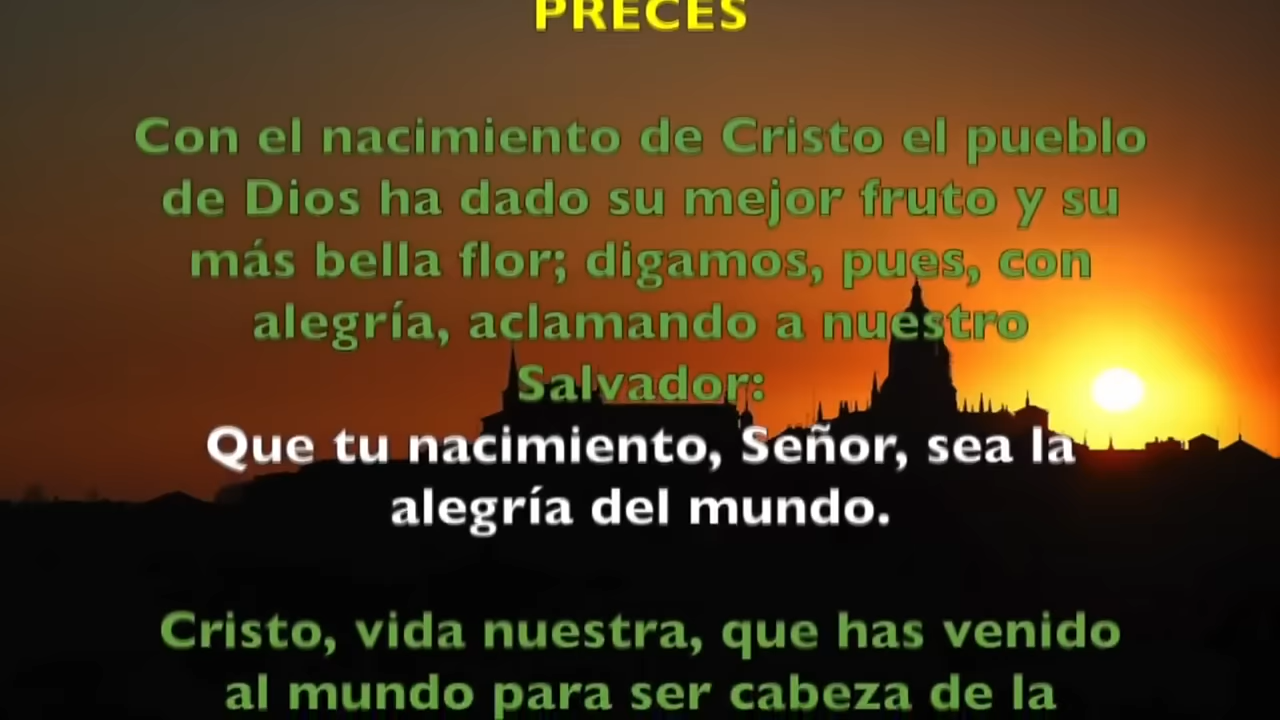 PRECES
Con el nacimiento de Cristo el pueblo
de Dios ha dado su mejor fruto y su
más bella flor; digamos, pues, con
alegría, aclamando a nuestro
Salvador:
Que tu nacimiento, Señor, sea la
alegría del mundo.
Cristo, vida nuestra, que has venido
al mundo para ser cabeza de la